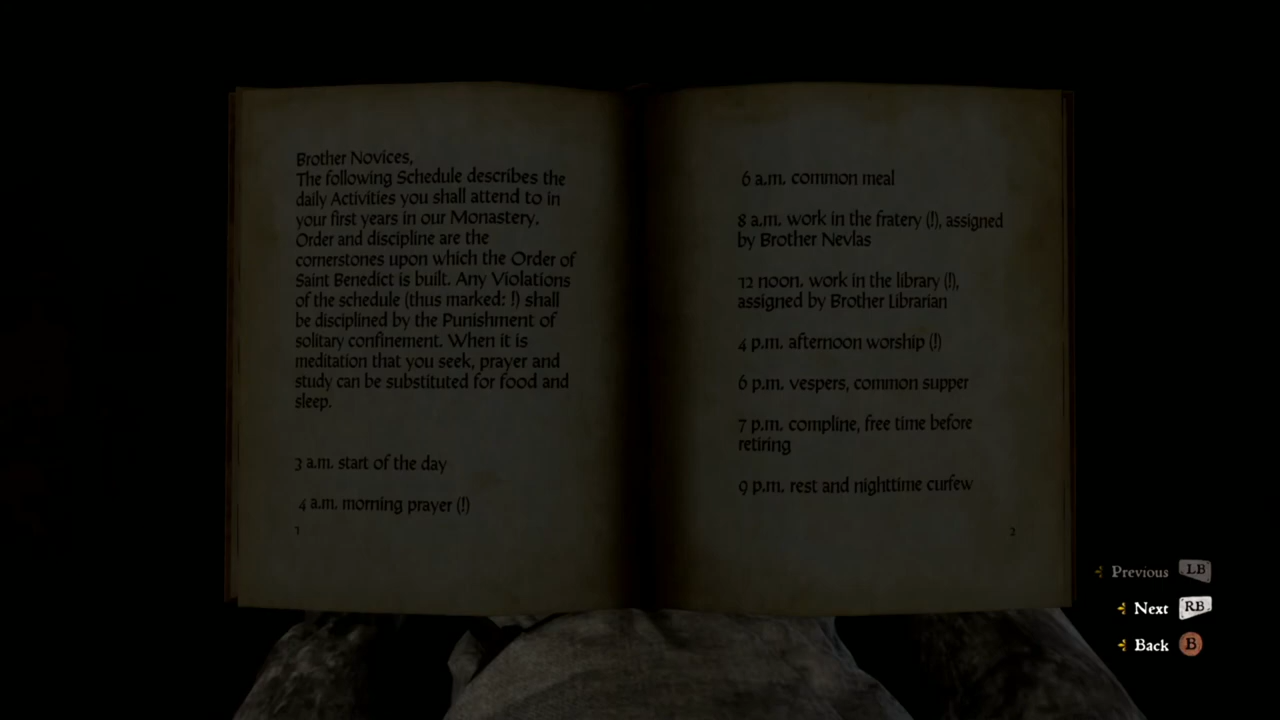 Brother Novices,
The following Schedule describes the
daily Activities you shall attend to in
your first years in our Monastery.
Order and discipline are the
cornerstones upon which the Order of
Saint Benedict is built. Any Violations
of the schedule (thus marked: !) shall
be disciplined by the Punishment of
solitary confinement. When it is
meditation that you seek, prayer and
study can be substituted for food and
sleep.
3 a.m. start of the day
4 a.m. morning prayer (!)
1
6 a.m. common meal
8 a.m. work in the fratery (!), assigned
by Brother Nevlas
12 noon. work in the library (!),
assigned by Brother Librarian
4 p.m. afternoon worship (!)
6 p.m. vespers, common supper
7 p.m. compline, free time before
retiring
9 p.m. rest and nighttime curfew
2
Previous LB
Next RB
Back B